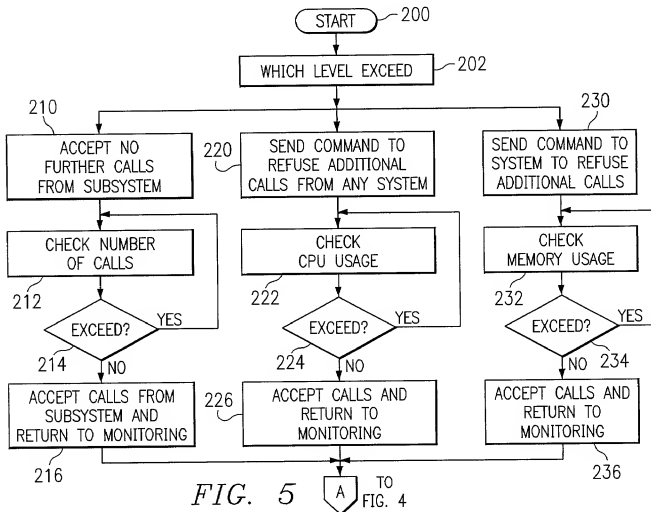 START
200
WHICH LEVEL EXCEED
202
210
ACCEPT NO
FURTHER CALLS
FROM SUBSYSTEM
220
SEND COMMAND TO
REFUSE ADDITIONAL
CALLS FROM ANY SYSTEM
230
SEND COMMAND TO
SYSTEM TO REFUSE
ADDITIONAL CALLS
CHECK NUMBER
OF CALLS
212
CHECK
CPU USAGE
222
CHECK
MEMORY USAGE
232
EXCEED?
YES
214
NO
EXCEED?
YES
224
NO
EXCEED?
YES
234
NO
ACCEPT CALLS FROM
SUBSYSTEM AND
RETURN TO MONITORING
216
226
ACCEPT CALLS AND
RETURN TO
MONITORING
ACCEPT CALLS AND
RETURN TO
MONITORING
236
FIG. 5
A
TO
FIG. 4